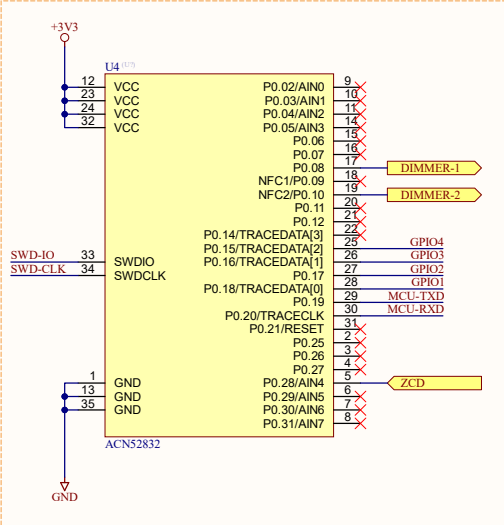 +3V3
U4 (U?)
12 VCC P0.02/AIN0 9
23 VCC P0.03/AIN1 10
24 VCC P0.04/AIN2 11
32 VCC P0.05/AIN3 14
P0.06 15
P0.07 16
P0.08 17 DIMMER-1
NFC1/P0.09 18
NFC2/P0.10 19 DIMMER-2
P0.11 20
P0.12 21
P0.14/TRACEDATA[3] 22
P0.15/TRACEDATA[2] 25 GPIO4
SWD-IO 33 SWDIO P0.16/TRACEDATA[1] 26 GPIO3
SWD-CLK 34 SWDCLK P0.17 27 GPIO2
P0.18/TRACEDATA[0] 28 GPIO1
P0.19 29 MCU-TXD
P0.20/TRACECLK 30 MCU-RXD
P0.21/RESET 31
P0.25 2
P0.26 3
P0.27 4
1 GND P0.28/AIN4 5 ZCD
13 GND P0.29/AIN5 6
35 GND P0.30/AIN6 7
P0.31/AIN7 8
ACN52832
GND